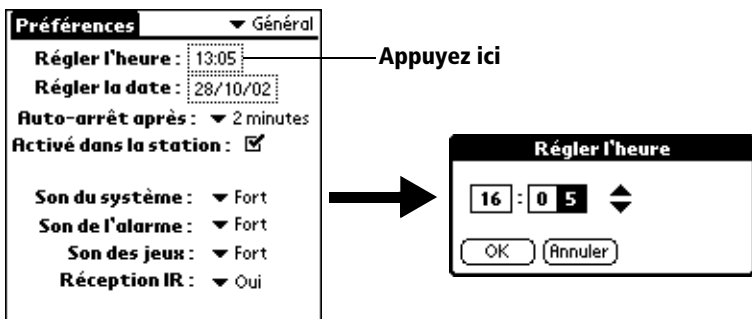 Préférences Général
Régler l'heure : 13:05
Appuyez ici
Régler la date : 28/10/02
Auto-arrêt après : 2 minutes
Activé dans la station :
Son du système : Fort
Son de l'alarme : Fort
Son des jeux : Fort
Réception IR : Oui
Régler l'heure
16 : 0 5
OK Annuler